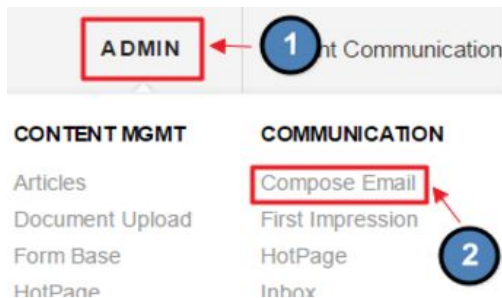 ADMIN 1 nt Communication
CONTENT MGMT COMMUNICATION
Articles Compose Email
Document Upload First Impression
Form Base HotPage 2
HotPage Inbox